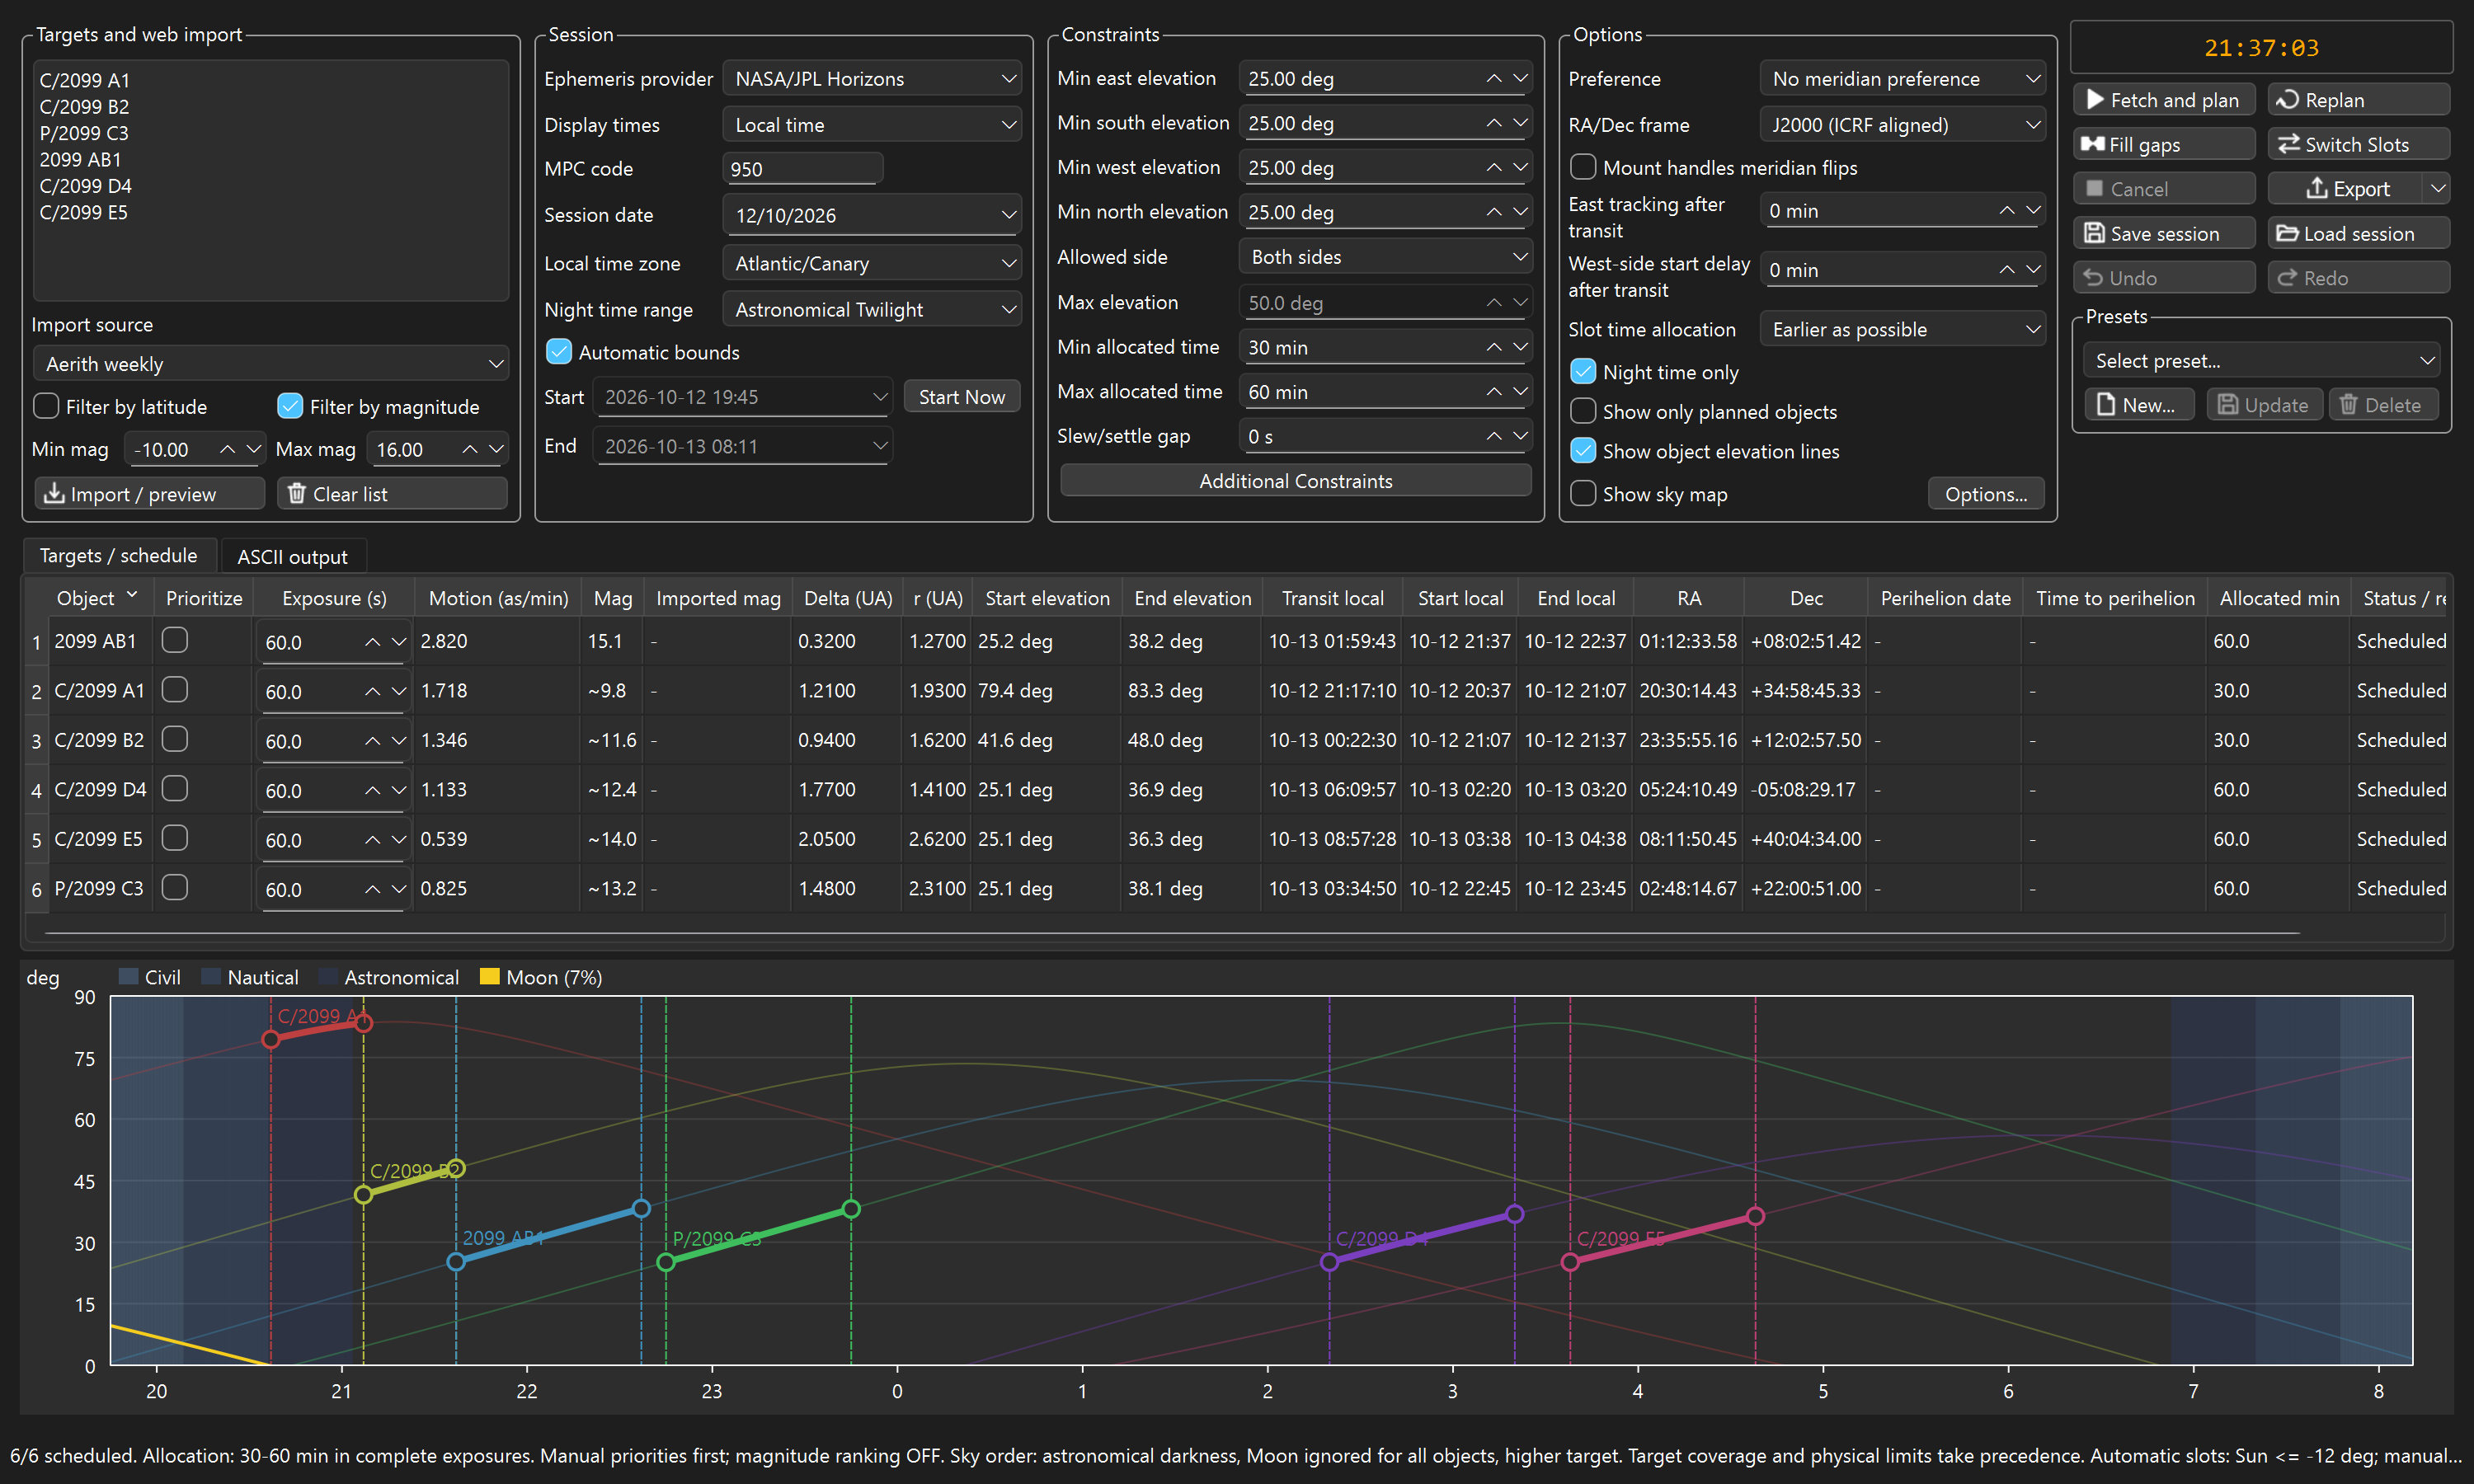 Targets and web import
C/2099 A1
C/2099 B2
P/2099 C3
2099 AB1
C/2099 D4
C/2099 E5
Import source
Aerith weekly
Filter by latitude
Filter by magnitude
Min mag
-10.00
Max mag
16.00
Import / preview
Clear list
Session
Ephemeris provider
NASA/JPL Horizons
Display times
Local time
MPC code
950
Session date
12/10/2026
Local time zone
Atlantic/Canary
Night time range
Astronomical Twilight
Automatic bounds
Start
2026-10-12 19:45
Start Now
End
2026-10-13 08:11
Constraints
Min east elevation
25.00 deg
Min south elevation
25.00 deg
Min west elevation
25.00 deg
Min north elevation
25.00 deg
Allowed side
Both sides
Max elevation
50.0 deg
Min allocated time
30 min
Max allocated time
60 min
Slew/settle gap
0 s
Additional Constraints
Options
Preference
No meridian preference
RA/Dec frame
J2000 (ICRF aligned)
Mount handles meridian flips
East tracking after
transit
0 min
West-side start delay
after transit
0 min
Slot time allocation
Earlier as possible
Night time only
Show only planned objects
Show object elevation lines
Show sky map
Options...
21:37:03
Fetch and plan
Replan
Fill gaps
Switch Slots
Cancel
Export
Save session
Load session
Undo
Redo
Presets
Select preset...
New...
Update
Delete
Targets / schedule
ASCII output
Object Prioritize Exposure (s) Motion (as/min) Mag Imported mag Delta (UA) r (UA) Start elevation End elevation Transit local Start local End local RA Dec Perihelion date Time to perihelion Allocated min Status / re
1 2099 AB1 60.0 2.820 15.1 - 0.3200 1.2700 25.2 deg 38.2 deg 10-13 01:59:43 10-12 21:37 10-12 22:37 01:12:33.58 +08:02:51.42 - - 60.0 Scheduled
2 C/2099 A1 60.0 1.718 ~9.8 - 1.2100 1.9300 79.4 deg 83.3 deg 10-12 21:17:10 10-12 20:37 10-12 21:07 20:30:14.43 +34:58:45.33 - - 30.0 Scheduled
3 C/2099 B2 60.0 1.346 ~11.6 - 0.9400 1.6200 41.6 deg 48.0 deg 10-13 00:22:30 10-12 21:07 10-12 21:37 23:35:55.16 +12:02:57.50 - - 30.0 Scheduled
4 C/2099 D4 60.0 1.133 ~12.4 - 1.7700 1.4100 25.1 deg 36.9 deg 10-13 06:09:57 10-13 02:20 10-13 03:20 05:24:10.49 -05:08:29.17 - - 60.0 Scheduled
5 C/2099 E5 60.0 0.539 ~14.0 - 2.0500 2.6200 25.1 deg 36.3 deg 10-13 08:57:28 10-13 03:38 10-13 04:38 08:11:50.45 +40:04:34.00 - - 60.0 Scheduled
6 P/2099 C3 60.0 0.825 ~13.2 - 1.4800 2.3100 25.1 deg 38.1 deg 10-13 03:34:50 10-12 22:45 10-12 23:45 02:48:14.67 +22:00:51.00 - - 60.0 Scheduled
deg
Civil
Nautical
Astronomical
Moon (7%)
90
75
60
45
30
15
0
C/2099 A1
C/2099 B2
2099 AB1
P/2099 C3
C/2099 D4
C/2099 E5
20 21 22 23 0 1 2 3 4 5 6 7 8
6/6 scheduled. Allocation: 30-60 min in complete exposures. Manual priorities first; magnitude ranking OFF. Sky order: astronomical darkness, Moon ignored for all objects, higher target. Target coverage and physical limits take precedence. Automatic slots: Sun <= -12 deg; manual...